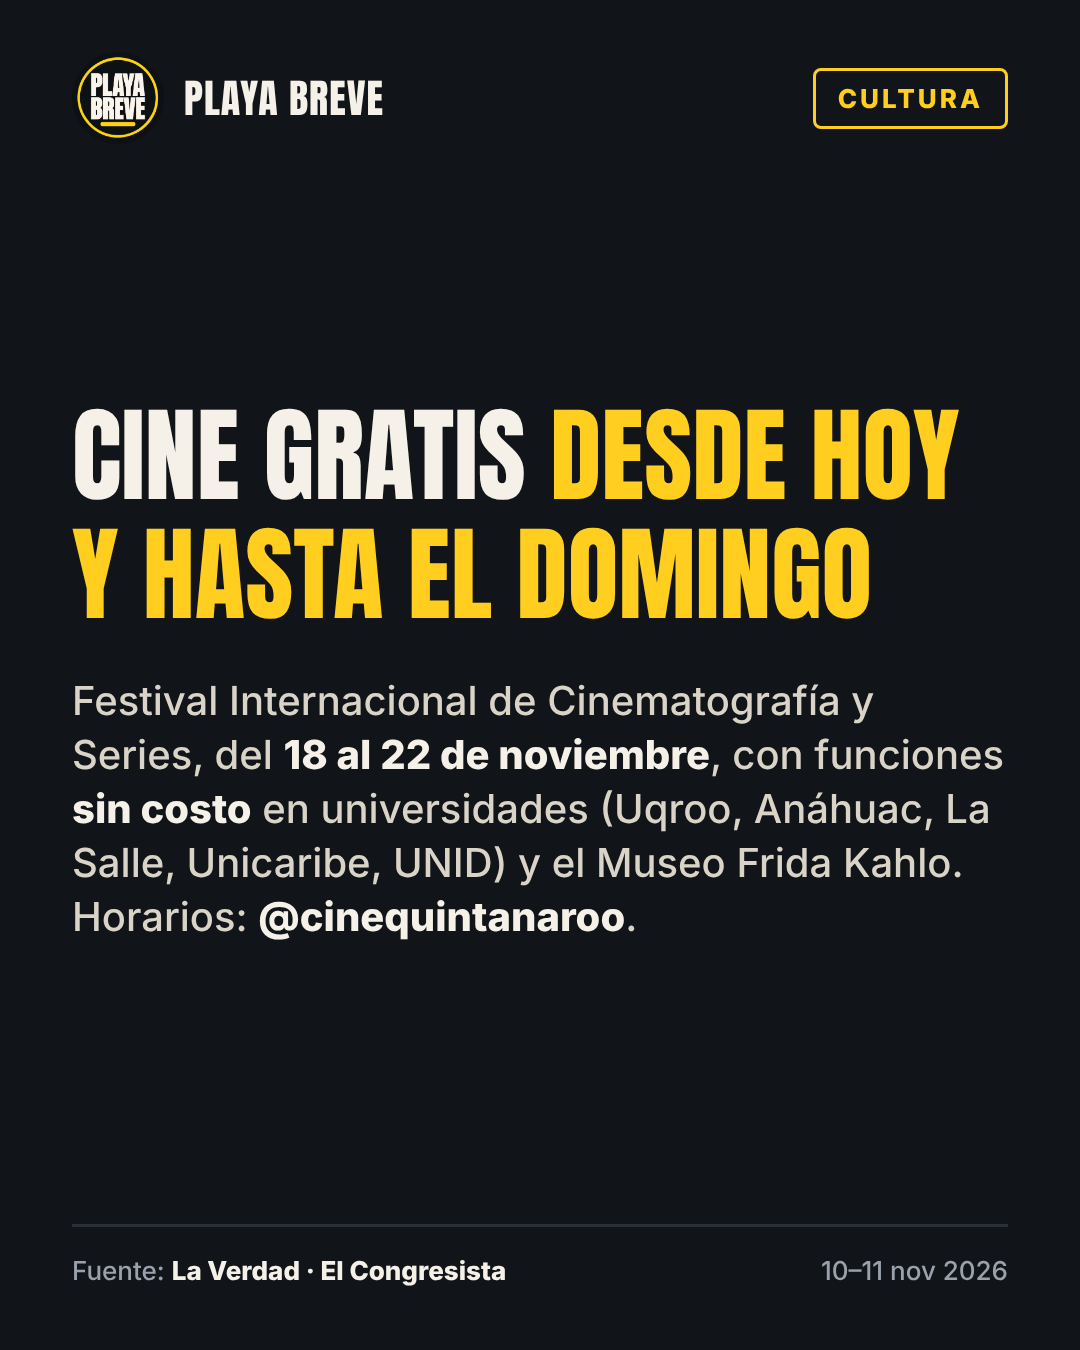 PLAYA
BREVE
PLAYA BREVE
CULTURA
CINE GRATIS DESDE HOY
Y HASTA EL DOMINGO
Festival Internacional de Cinematografía y
Series, del 18 al 22 de noviembre, con funciones
sin costo en universidades (Uqroo, Anáhuac, La
Salle, Unicaribe, UNID) y el Museo Frida Kahlo.
Horarios: @cinequintanaroo.
Fuente: La Verdad · El Congresista
10–11 nov 2026